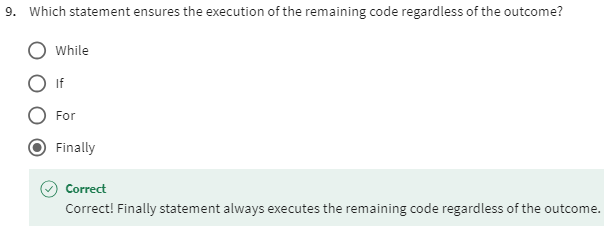 9. Which statement ensures the execution of the remaining code regardless of the outcome?
While
If
For
Finally
Correct
Correct! Finally statement always executes the remaining code regardless of the outcome.